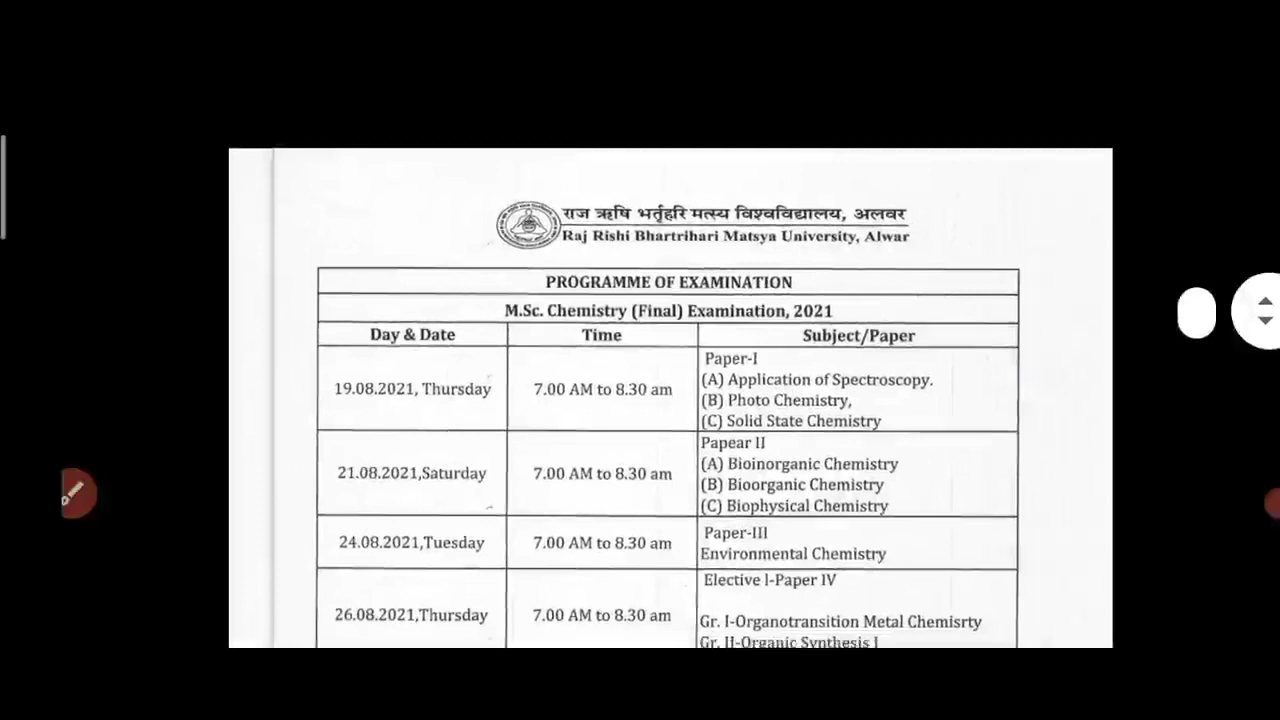 राज ऋषि भर्तृहरि मत्स्य विश्वविद्यालय, अलवर
Raj Rishi Bhartrihari Matsya University, Alwar
PROGRAMME OF EXAMINATION
M.Sc. Chemistry (Final) Examination, 2021
Day & Date Time Subject/Paper
19.08.2021, Thursday 7.00 AM to 8.30 am
Paper-I
(A) Application of Spectroscopy.
(B) Photo Chemistry,
(C) Solid State Chemistry
21.08.2021,Saturday 7.00 AM to 8.30 am
Papear II
(A) Bioinorganic Chemistry
(B) Bioorganic Chemistry
(C) Biophysical Chemistry
24.08.2021,Tuesday 7.00 AM to 8.30 am
Paper-III
Environmental Chemistry
26.08.2021,Thursday 7.00 AM to 8.30 am
Elective I-Paper IV
Gr. I-Organotransition Metal Chemisrty
Gr. II-Organic Synthesis I